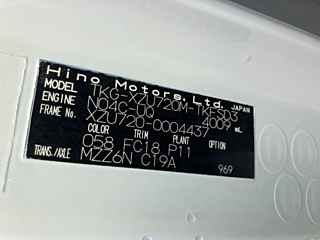 Hino Motors, Ltd. JAPAN
MODEL TKG-XZU720M-TKFSD3
ENGINE N04C-UQ 4009 mL
FRAME No. XZU720-0004437
COLOR TRIM PLANT OPTION
058 FC18 P11
TRANS./AXLE MZZ6N C19A
969